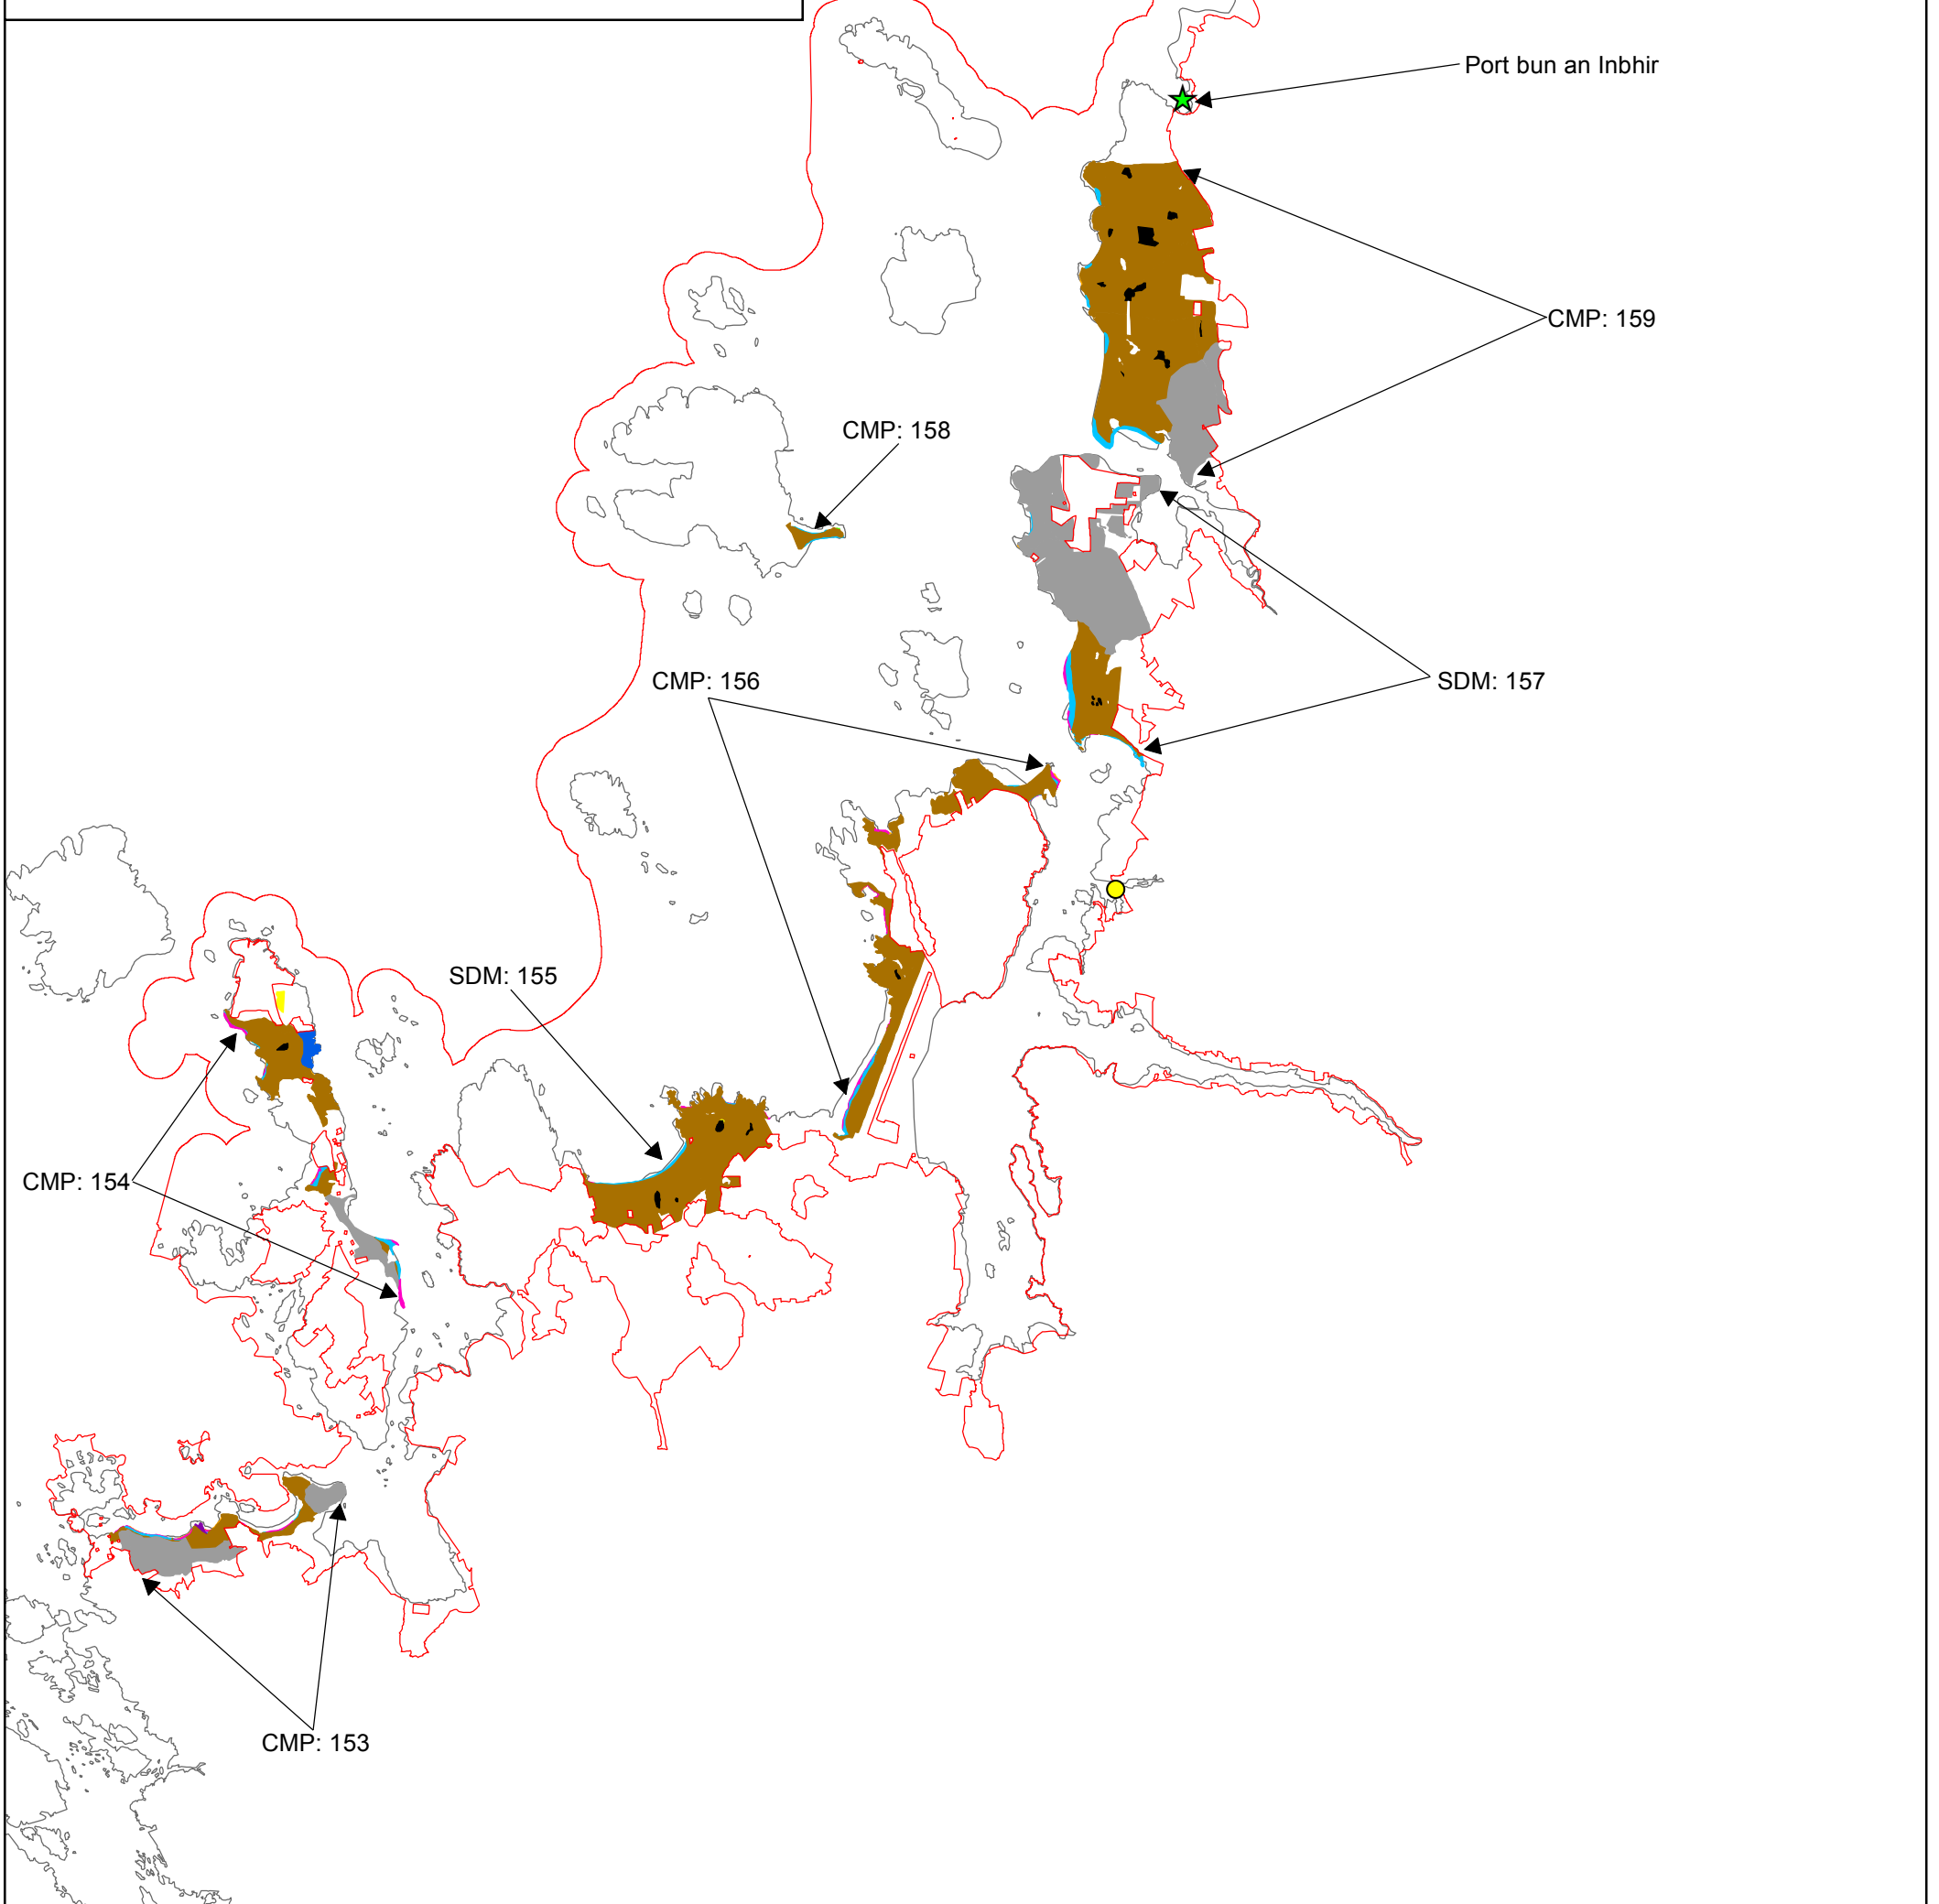 Port bun an Inbhir
CMP: 159
CMP: 158
CMP: 156
SDM: 157
SDM: 155
CMP: 154
CMP: 153